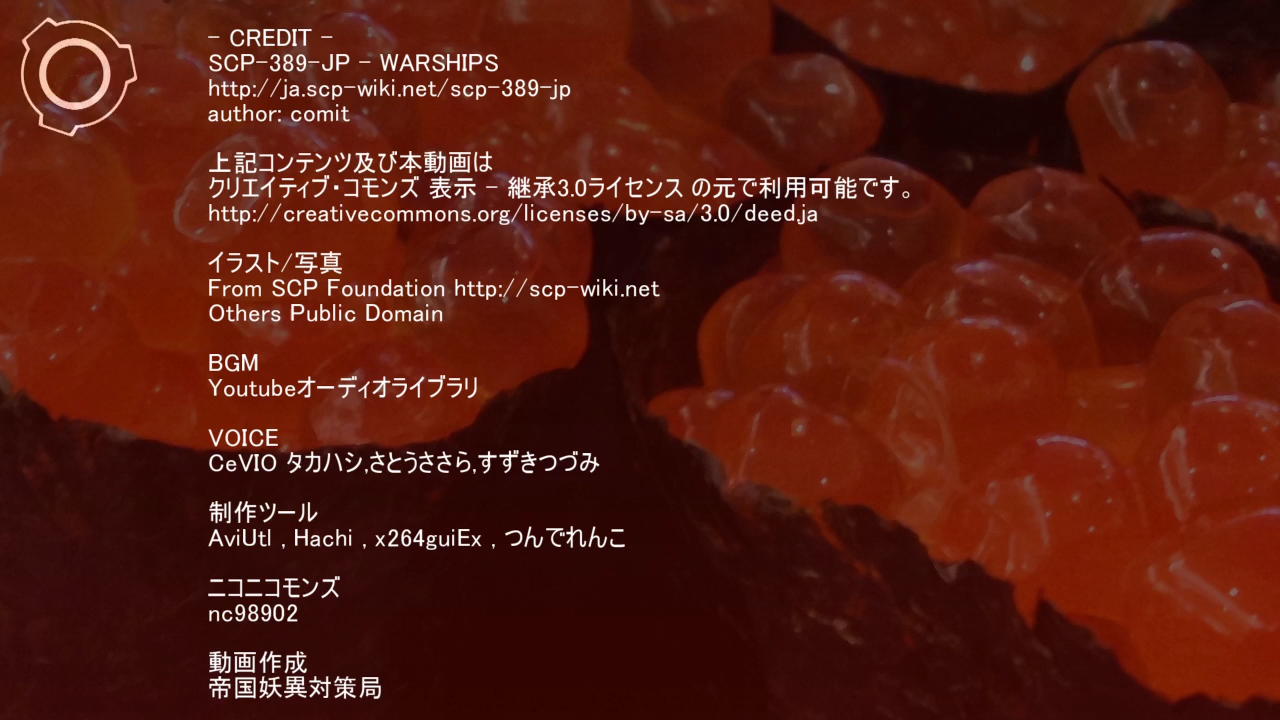 - CREDIT -
SCP-389-JP - WARSHIPS
http://ja.scp-wiki.net/scp-389-jp
author: comit
上記コンテンツ及び本動画は
クリエイティブ・コモンズ 表示 - 継承3.0ライセンス の元で利用可能です。
http://creativecommons.org/licenses/by-sa/3.0/deed.ja
イラスト/写真
From SCP Foundation http://scp-wiki.net
Others Public Domain
BGM
Youtubeオーディオライブラリ
VOICE
CeVIO タカハシ,さとうささら,すずきつづみ
制作ツール
AviUtl , Hachi , x264guiEx , つんでれんこ
ニコニコモンズ
nc98902
動画作成
帝国妖異対策局